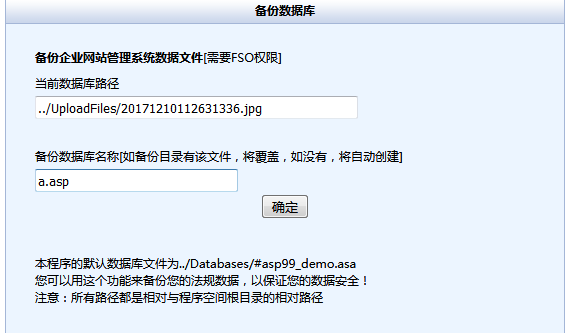 备份数据库
备份企业网站管理系统数据文件[需要FSO权限]
当前数据库路径
../UploadFiles/20171210112631336.jpg
备份数据库名称[如备份目录有该文件，将覆盖，如没有，将自动创建]
a.asp
确定
本程序的默认数据库文件为../Databases/#asp99_demo.asa
您可以用这个功能来备份您的法规数据，以保证您的数据安全！
注意：所有路径都是相对与程序空间根目录的相对路径